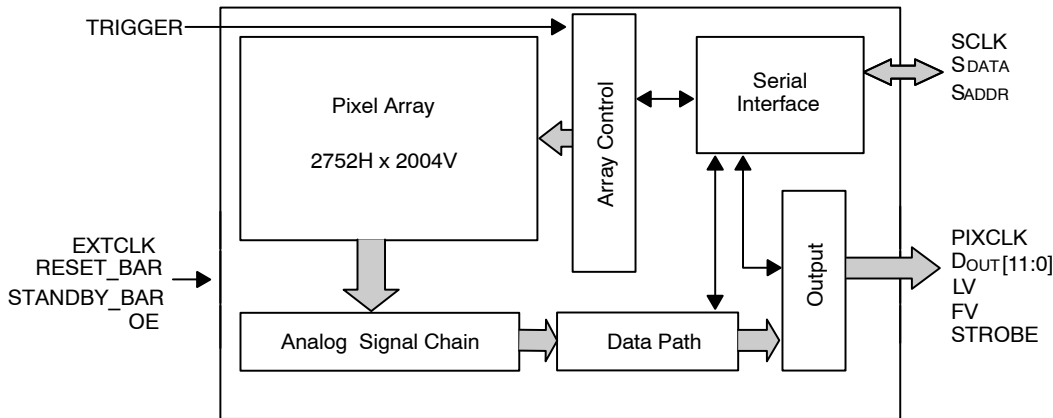 TRIGGER
Pixel Array
2752H x 2004V
Array Control
Serial
Interface
SCLK
SDATA
SADDR
EXTCLK
RESET_BAR
STANDBY_BAR
OE
Analog Signal Chain
Data Path
Output
PIXCLK
DOUT[11:0]
LV
FV
STROBE